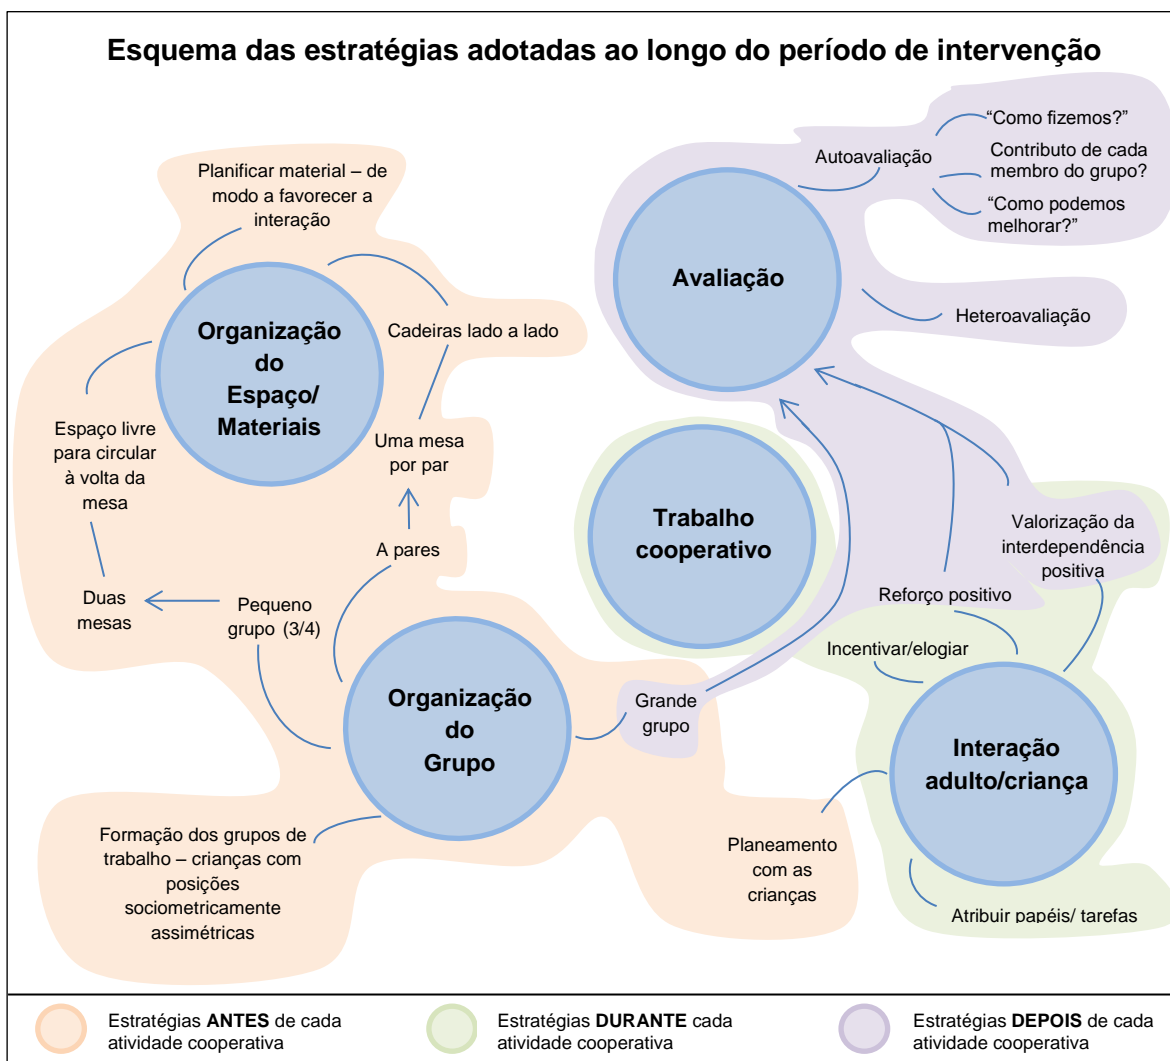 Esquema das estratégias adotadas ao longo do período de intervenção
Planificar material – de
modo a favorecer a
interação
Organização
do
Espaço/
Materiais
Cadeiras lado a lado
Espaço livre
para circular
à volta da
mesa
Uma mesa
por par
A pares
Duas
mesas
Pequeno
grupo (3/4)
Organização
do
Grupo
Grande
grupo
Formação dos grupos de
trabalho – crianças com
posições
sociometricamente
assimétricas
Avaliação
Autoavaliação
“Como fizemos?”
Contributo de cada
membro do grupo?
“Como podemos
melhorar?”
Heteroavaliação
Trabalho
cooperativo
Valorização da
interdependência
positiva
Reforço positivo
Incentivar/elogiar
Interação
adulto/criança
Planeamento
com as
crianças
Atribuir papéis/ tarefas
Estratégias ANTES de cada
atividade cooperativa
Estratégias DURANTE cada
atividade cooperativa
Estratégias DEPOIS de cada
atividade cooperativa